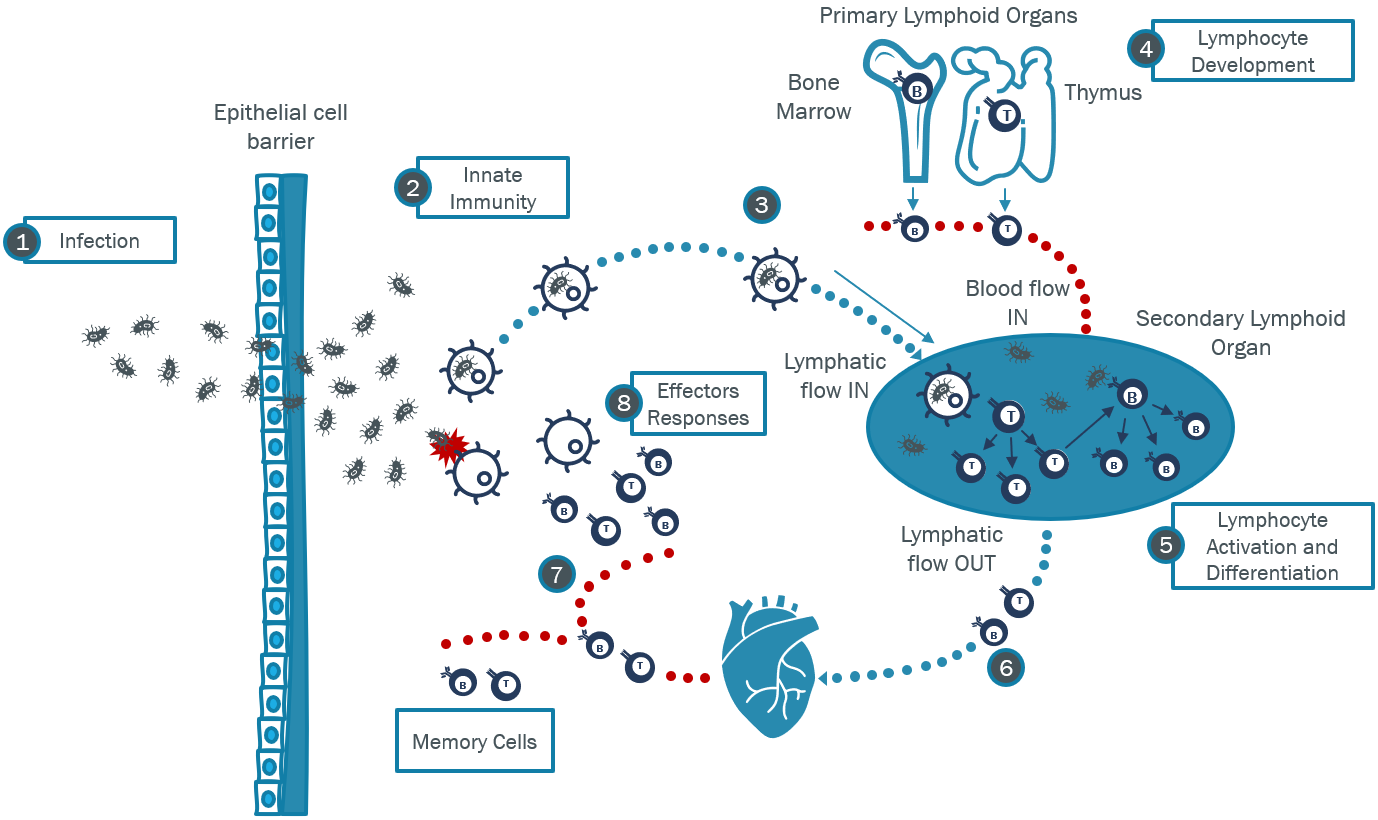 Primary Lymphoid Organs
4
Lymphocyte
Development
Bone
Marrow
B
T
Thymus
Epithelial cell
barrier
2
Innate
Immunity
3
B
T
1
Infection
Blood flow
IN
Secondary Lymphoid
Organ
Lymphatic
flow IN
8
Effectors
Responses
T
B
B
T
T
T
B
B
B
T
B
T
B
Lymphatic
flow OUT
5
Lymphocyte
Activation and
Differentiation
7
T
B
6
B
T
B
T
Memory Cells